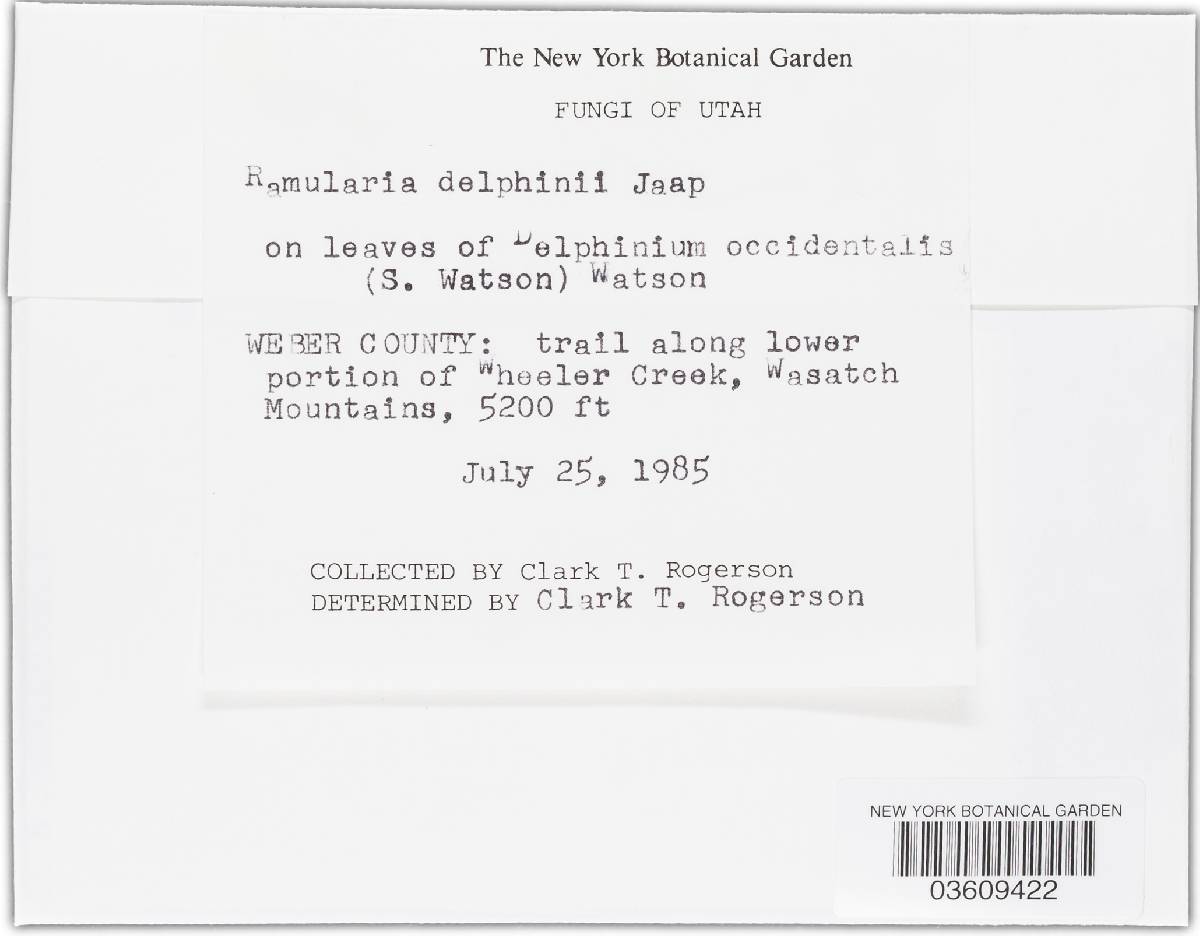 The New York Botanical Garden
FUNGI OF UTAH
Ramularia delphinii Jaap
on leaves of Delphinium occidentalis
(S. Watson) Watson
WEBER COUNTY: trail along lower
portion of Wheeler Creek, Wasatch
Mountains, 5200 ft
July 25, 1985
COLLECTED BY Clark T. Rogerson
DETERMINED BY Clark T. Rogerson
NEW YORK BOTANICAL GARDEN
03609422